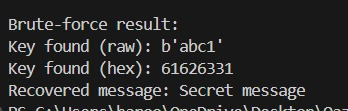 Brute-force result:
Key found (raw): b'abc1'
Key found (hex): 61626331
Recovered message: Secret message